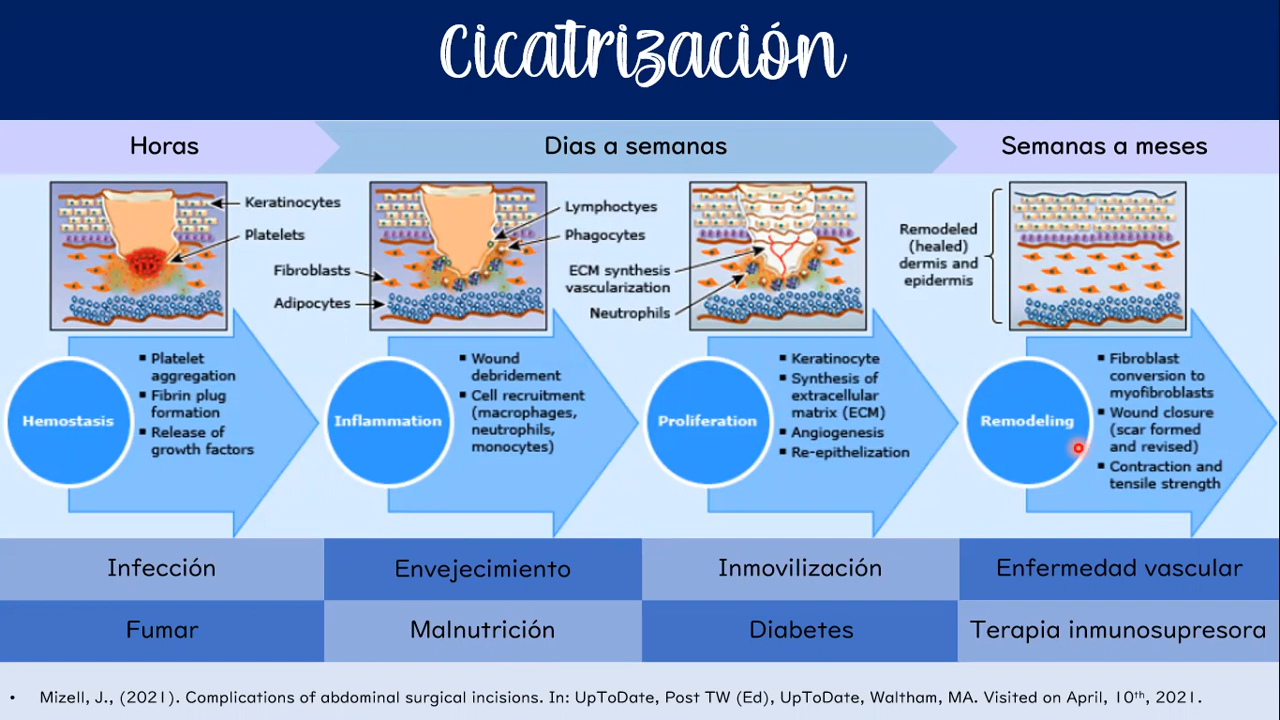 Cicatrización
Horas
Dias a semanas
Semanas a meses
Keratinocytes
Platelets
Fibroblasts
Adipocytes
Lymphoctyes
Phagocytes
ECM synthesis
vascularization
Neutrophils
Remodeled
(healed)
dermis and
epidermis
Hemostasis
▪ Platelet
aggregation
▪ Fibrin plug
formation
▪ Release of
growth factors
Inflammation
▪ Wound
debridement
▪ Cell recruitment
(macrophages,
neutrophils,
monocytes)
Proliferation
▪ Keratinocyte
▪ Synthesis of
extracellular
matrix (ECM)
▪ Angiogenesis
▪ Re-epithelization
Remodeling
▪ Fibroblast
conversion to
myofibroblasts
▪ Wound closure
(scar formed
and revised)
▪ Contraction and
tensile strength
Infección
Envejecimiento
Inmovilización
Enfermedad vascular
Fumar
Malnutrición
Diabetes
Terapia inmunosupresora
• Mizell, J., (2021). Complications of abdominal surgical incisions. In: UpToDate, Post TW (Ed), UpToDate, Waltham, MA. Visited on April, 10th, 2021.